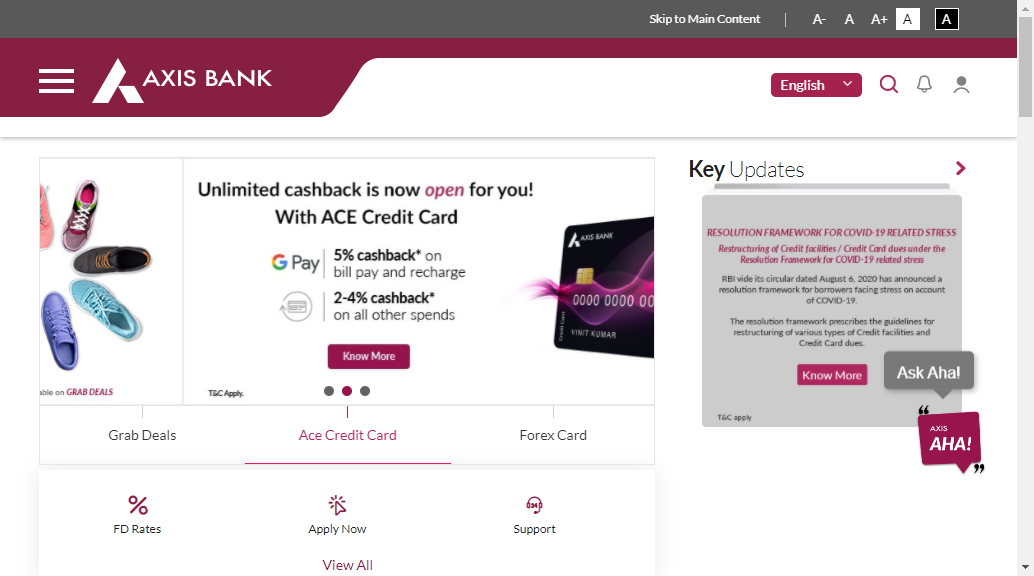 Skip to Main Content
A- A A+ A A
AXIS BANK
English
Unlimited cashback is now open for you!
With ACE Credit Card
G Pay
5% cashback* on
bill pay and recharge
2-4% cashback*
on all other spends
Know More
able on GRAB DEALS
T&C Apply.
AXIS BANK
0000 0000 00
Credit Card
VINIT KUMAR
Grab Deals
Ace Credit Card
Forex Card
FD Rates
Apply Now
24
Support
View All
Key Updates
RESOLUTION FRAMEWORK FOR COVID-19 RELATED STRESS
Restructuring of Credit facilities / Credit Card dues under the
Resolution Framework for COVID-19 related stress
RBI vide its circular dated August 6, 2020 has announced a
resolution framework for borrowers facing stress on account
of COVID-19.
The resolution framework prescribes the guidelines for
restructuring of various types of Credit facilities and
Credit Card dues.
Know More
T&C apply
Ask Aha!
AXIS
AHA!